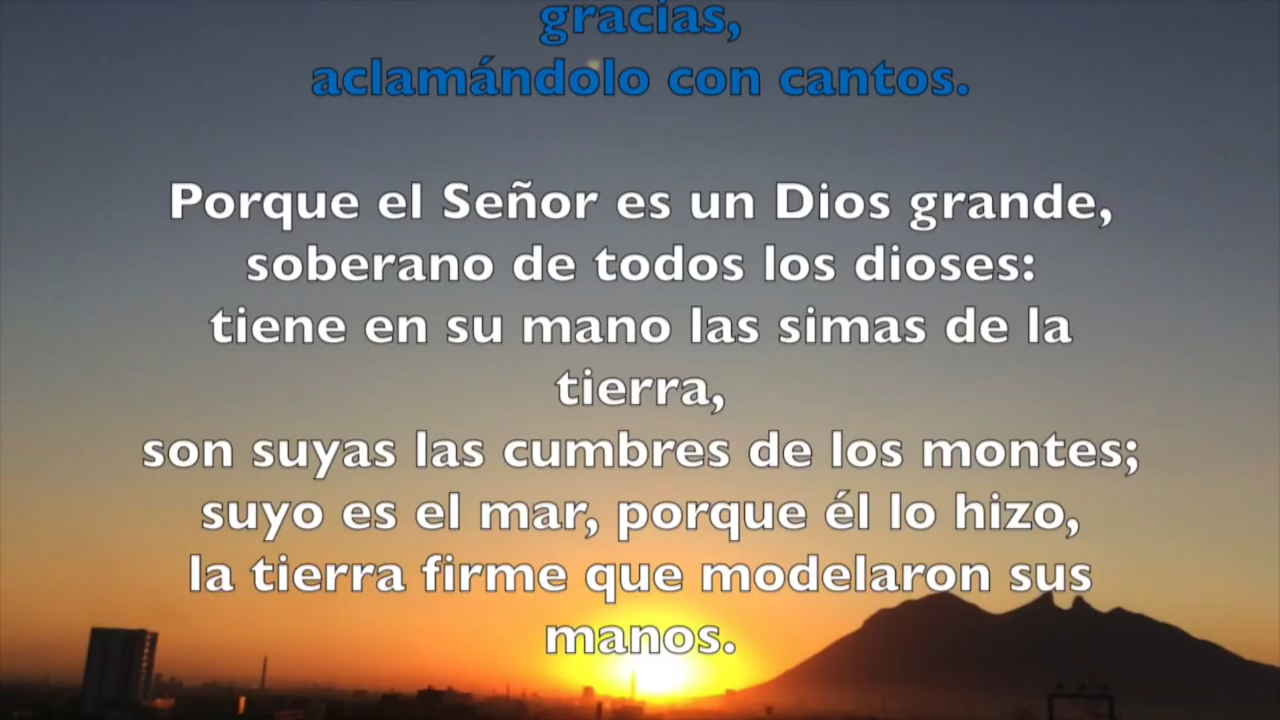 gracias,
aclamándolo con cantos.
Porque el Señor es un Dios grande,
soberano de todos los dioses:
tiene en su mano las simas de la
tierra,
son suyas las cumbres de los montes;
suyo es el mar, porque él lo hizo,
la tierra firme que modelaron sus
manos.